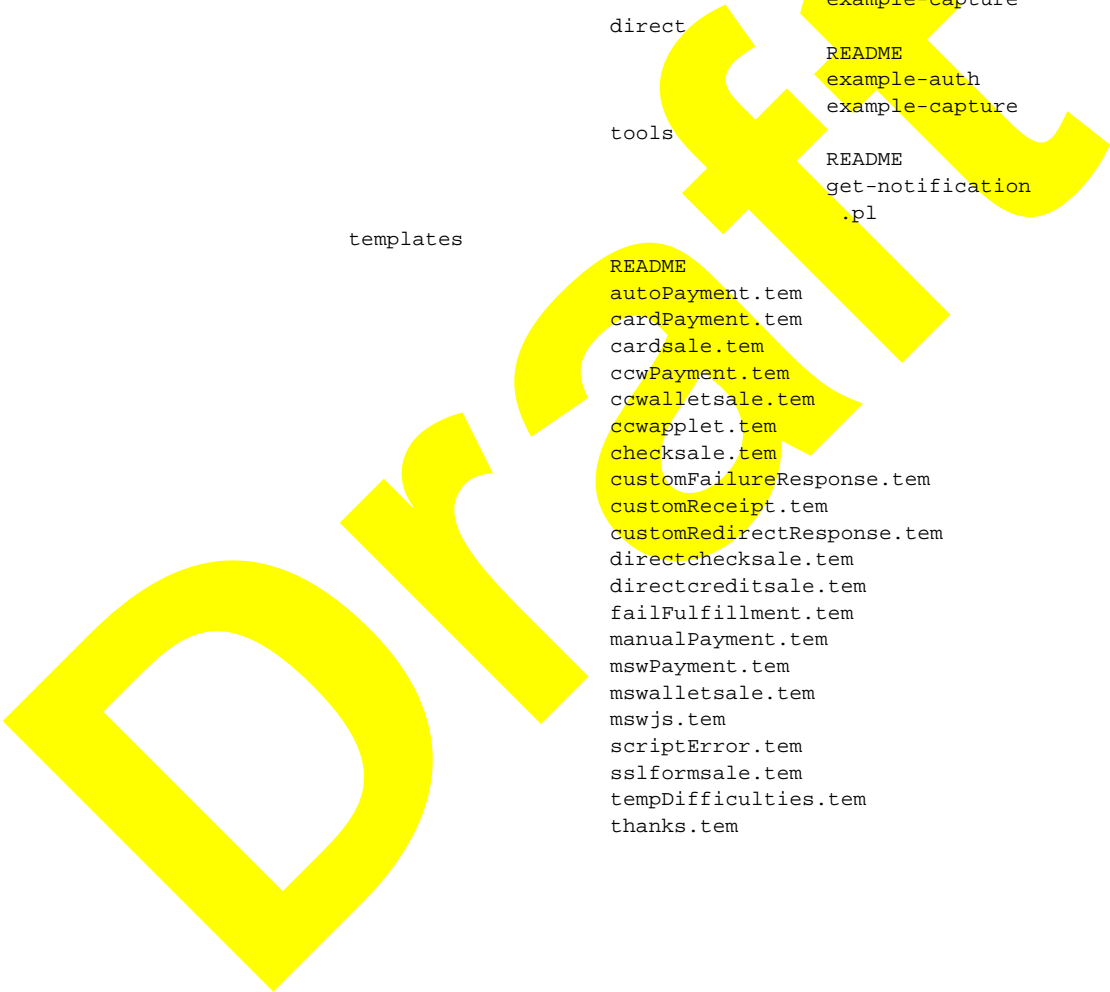 example-capture
direct
README
example-auth
example-capture
tools
README
get-notification
.pl
templates
README
autoPayment.tem
cardPayment.tem
cardsale.tem
ccwPayment.tem
ccwalletsale.tem
ccwapplet.tem
checksale.tem
customFailureResponse.tem
customReceipt.tem
customRedirectResponse.tem
directchecksale.tem
directcreditsale.tem
failFulfillment.tem
manualPayment.tem
mswPayment.tem
mswalletsale.tem
mswjs.tem
scriptError.tem
sslformsale.tem
tempDifficulties.tem
thanks.tem
Draft